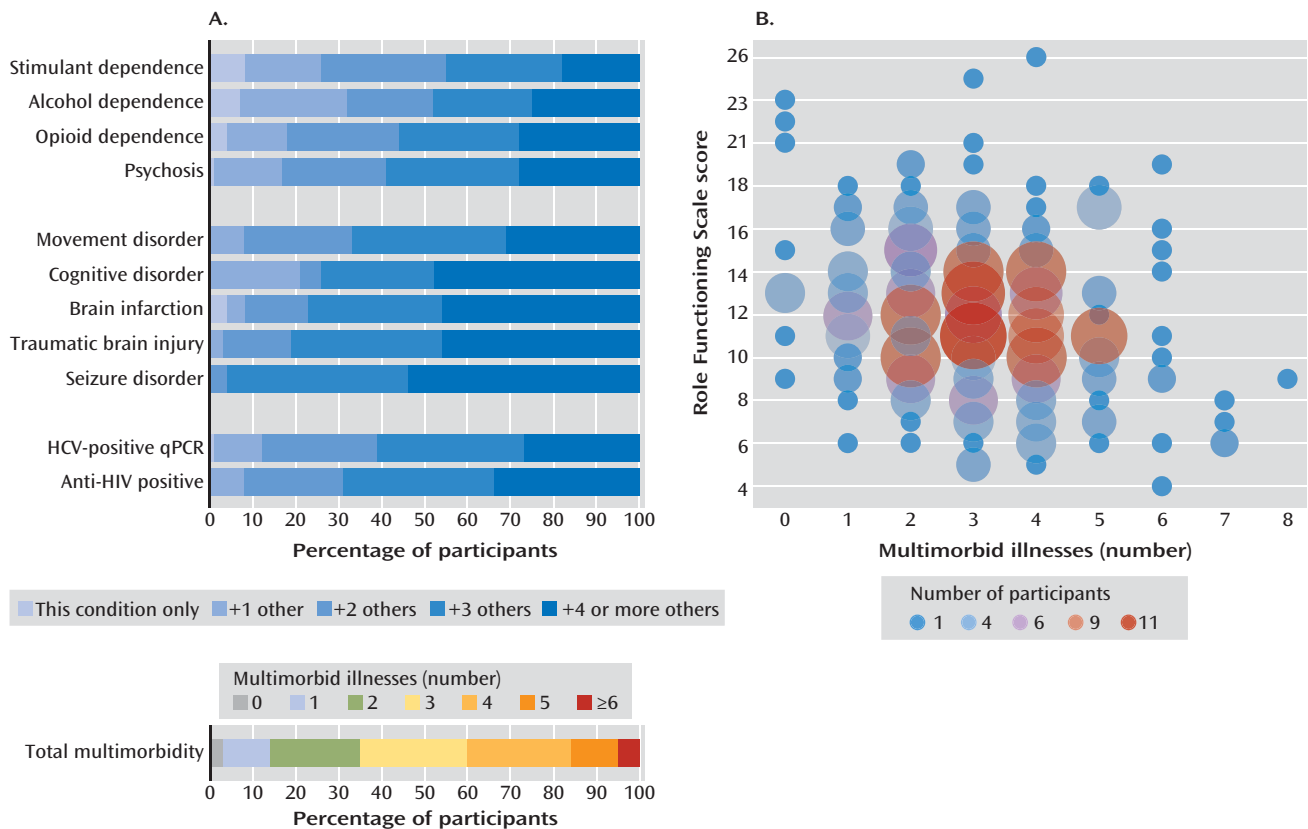 A.
Stimulant dependence
Alcohol dependence
Opioid dependence
Psychosis
Movement disorder
Cognitive disorder
Brain infarction
Traumatic brain injury
Seizure disorder
HCV-positive qPCR
Anti-HIV positive
0 10 20 30 40 50 60 70 80 90 100
Percentage of participants
This condition only +1 other +2 others +3 others +4 or more others
Multimorbid illnesses (number)
0 1 2 3 4 5 ≥6
Total multimorbidity
0 10 20 30 40 50 60 70 80 90 100
Percentage of participants
B.
Role Functioning Scale score
26
23
21
18
16
14
12
10
8
6
4
0 1 2 3 4 5 6 7 8
Multimorbid illnesses (number)
Number of participants
1 4 6 9 11